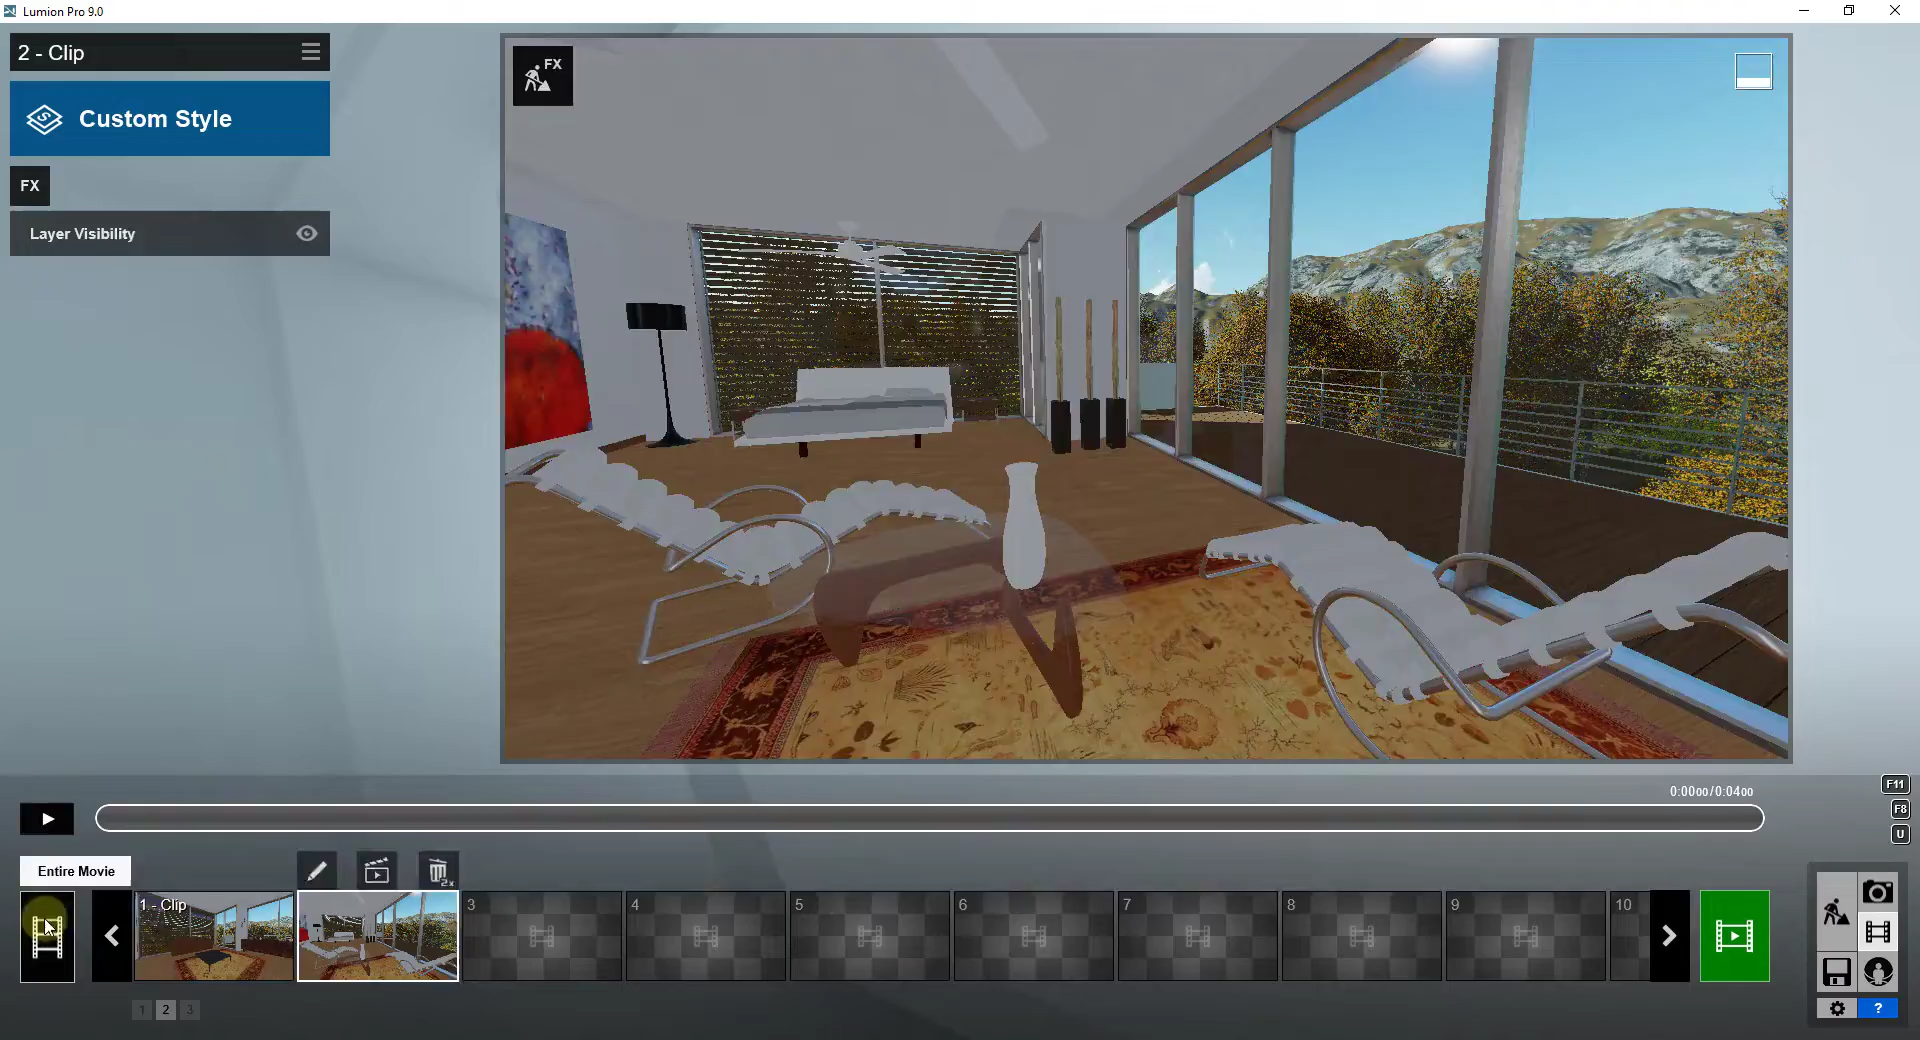 Lumion Pro 9.0
2 - Clip
Custom Style
FX
Layer Visibility
FX
0:0000/0:0400
F11
F8
U
Entire Movie
2x
1 - Clip
3
4
5
6
7
8
9
10
?
1
2
3